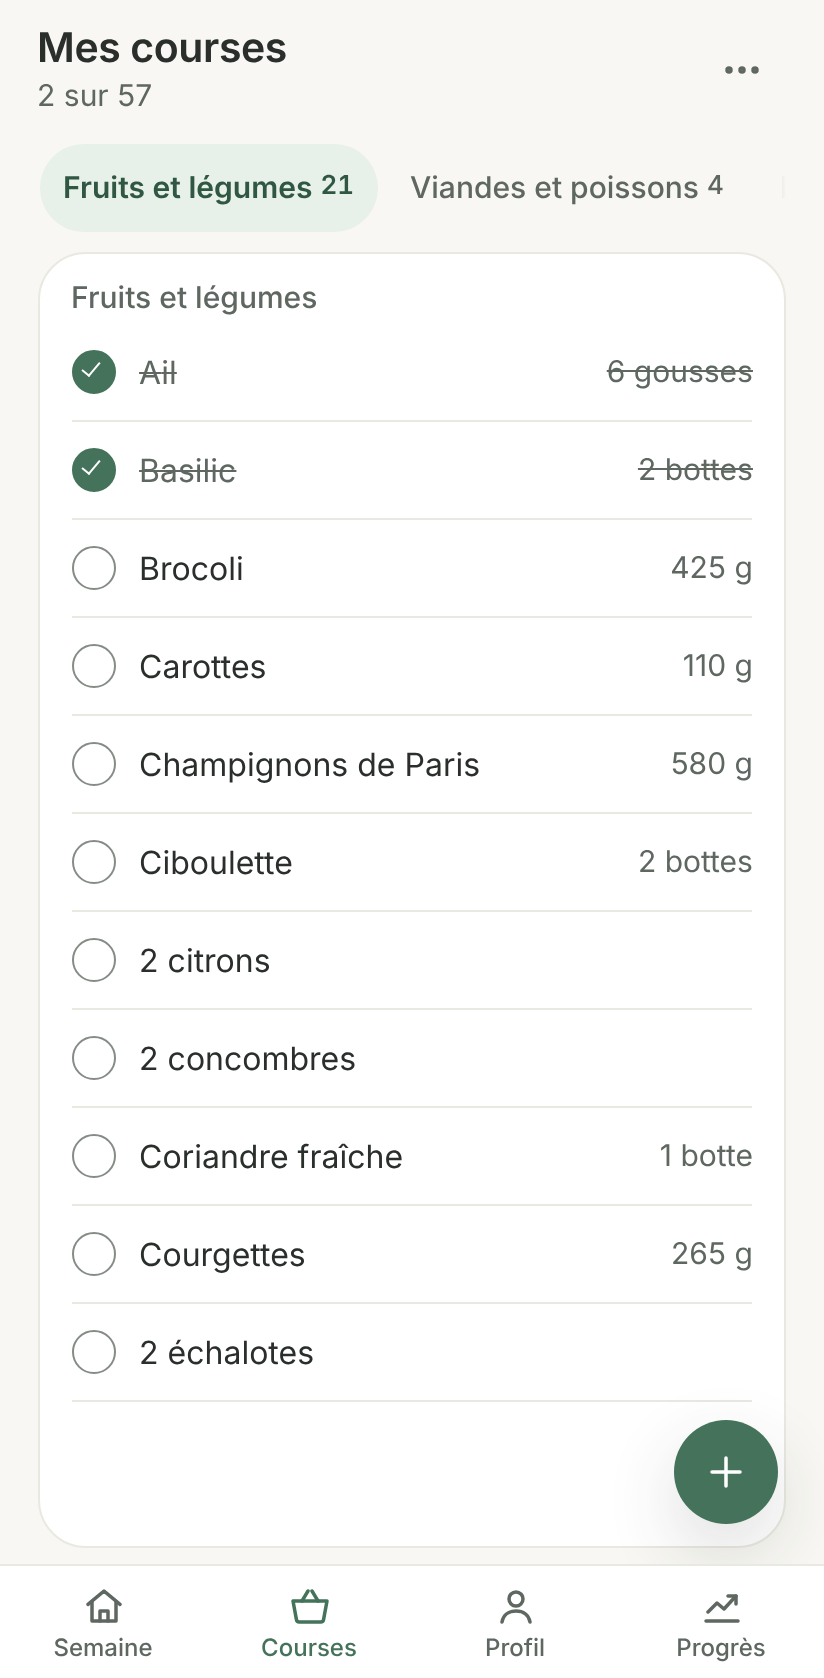 Mes courses
2 sur 57
Fruits et légumes 21 Viandes et poissons 4
Fruits et légumes
Ail 6 gousses
Basilic 2 bottes
Brocoli 425 g
Carottes 110 g
Champignons de Paris 580 g
Ciboulette 2 bottes
2 citrons
2 concombres
Coriandre fraîche 1 botte
Courgettes 265 g
2 échalotes
Semaine Courses Profil Progrès